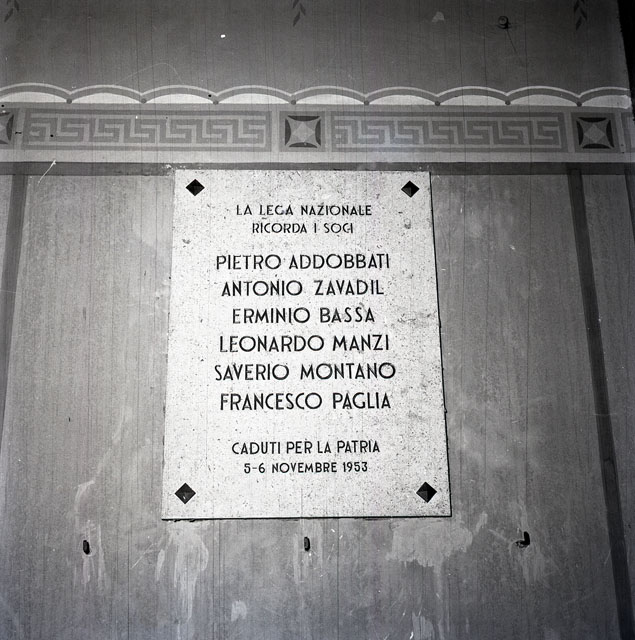 LA LEGA NAZIONALE
RICORDA I SOCI
PIETRO ADDOBBATI
ANTONIO ZAVADIL
ERMINIO BASSA
LEONARDO MANZI
SAVERIO MONTANO
FRANCESCO PAGLIA
CADUTI PER LA PATRIA
5-6 NOVEMBRE 1953